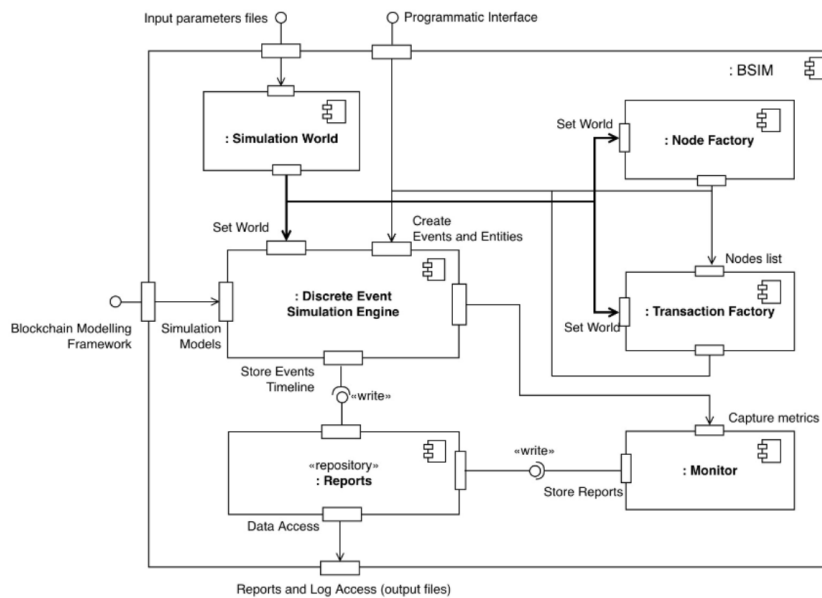 Input parameters files
Programmatic Interface
: BSIM
: Simulation World
Set World
: Node Factory
Set World
Create
Events and Entities
Nodes list
: Discrete Event
Simulation Engine
: Transaction Factory
Set World
Blockchain Modelling
Framework
Simulation
Models
Store Events
Timeline
«write»
Capture metrics
«repository»
: Reports
«write»
: Monitor
Store Reports
Data Access
Reports and Log Access (output files)